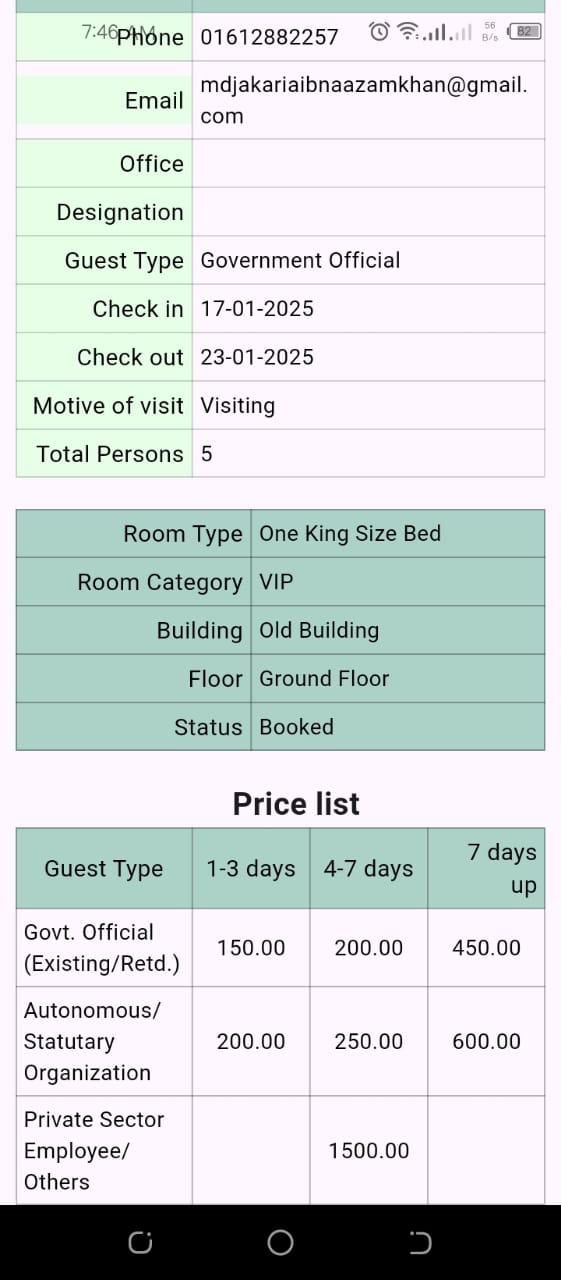 7:46 AM
56
B/s
82
Phone 01612882257
Email mdjakariaibnaazamkhan@gmail.
com
Office
Designation
Guest Type Government Official
Check in 17-01-2025
Check out 23-01-2025
Motive of visit Visiting
Total Persons 5
Room Type One King Size Bed
Room Category VIP
Building Old Building
Floor Ground Floor
Status Booked
Price list
Guest Type 1-3 days 4-7 days 7 days
up
Govt. Official
(Existing/Retd.) 150.00 200.00 450.00
Autonomous/
Statutary 200.00 250.00 600.00
Organization
Private Sector
Employee/ 1500.00
Others